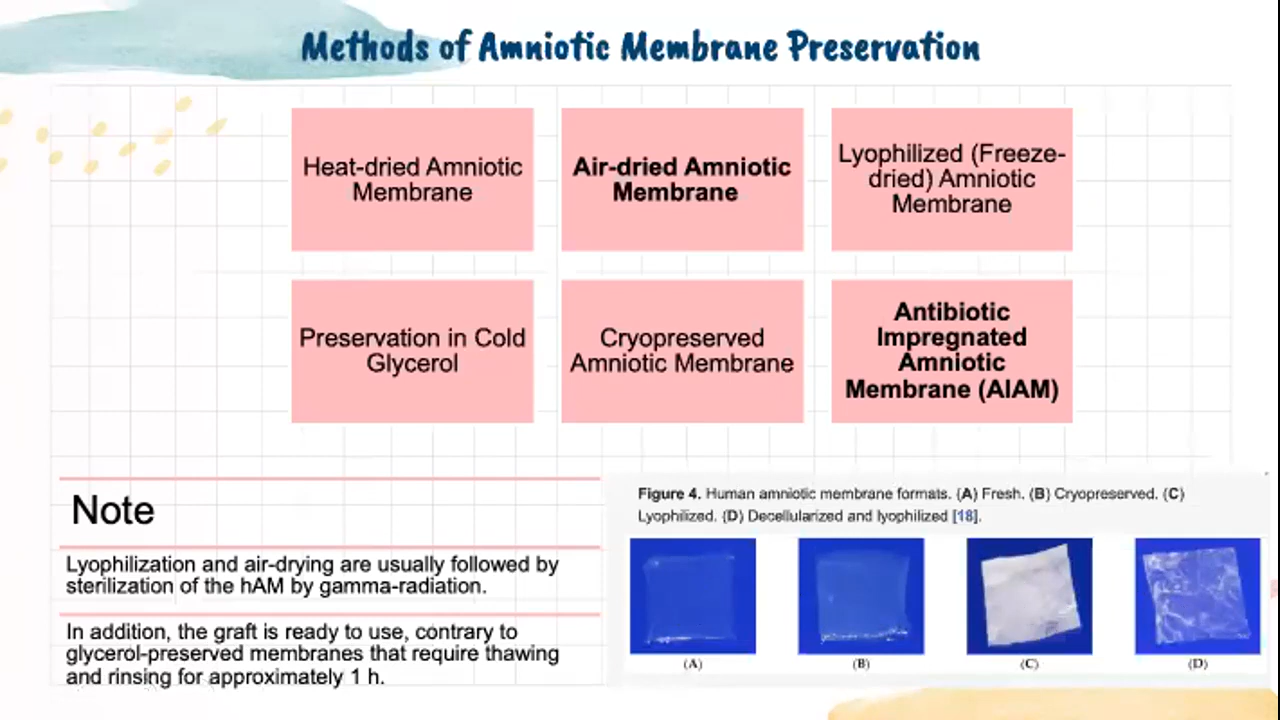 Methods of Amniotic Membrane Preservation
Heat-dried Amniotic
Membrane
Air-dried Amniotic
Membrane
Lyophilized (Freeze-
dried) Amniotic
Membrane
Preservation in Cold
Glycerol
Cryopreserved
Amniotic Membrane
Antibiotic
Impregnated
Amniotic
Membrane (AIAM)
Note
Lyophilization and air-drying are usually followed by
sterilization of the hAM by gamma-radiation.
In addition, the graft is ready to use, contrary to
glycerol-preserved membranes that require thawing
and rinsing for approximately 1 h.
Figure 4. Human amniotic membrane formats. (A) Fresh. (B) Cryopreserved. (C)
Lyophilized. (D) Decellularized and lyophilized [18].
(A)
(B)
(C)
(D)